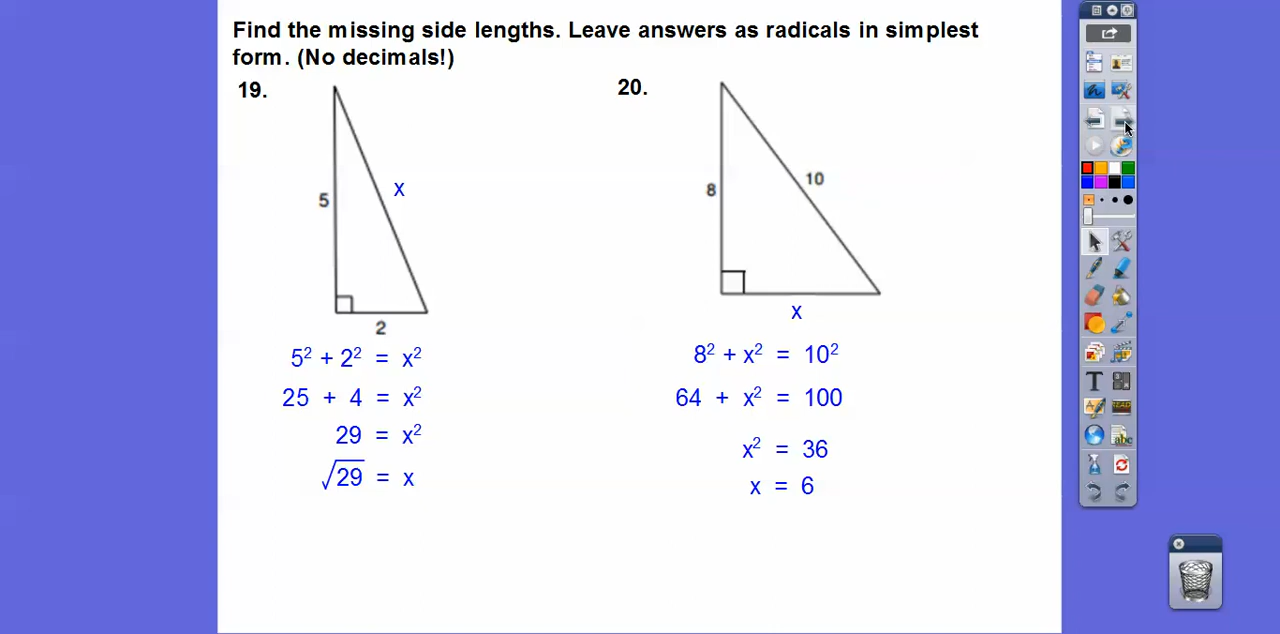 Find the missing side lengths. Leave answers as radicals in simplest
form. (No decimals!)
19.
5
x
2
5² + 2² = x²
25 + 4 = x²
29 = x²
√29 = x
20.
8
10
x
8² + x² = 10²
64 + x² = 100
x² = 36
x = 6
T
abc